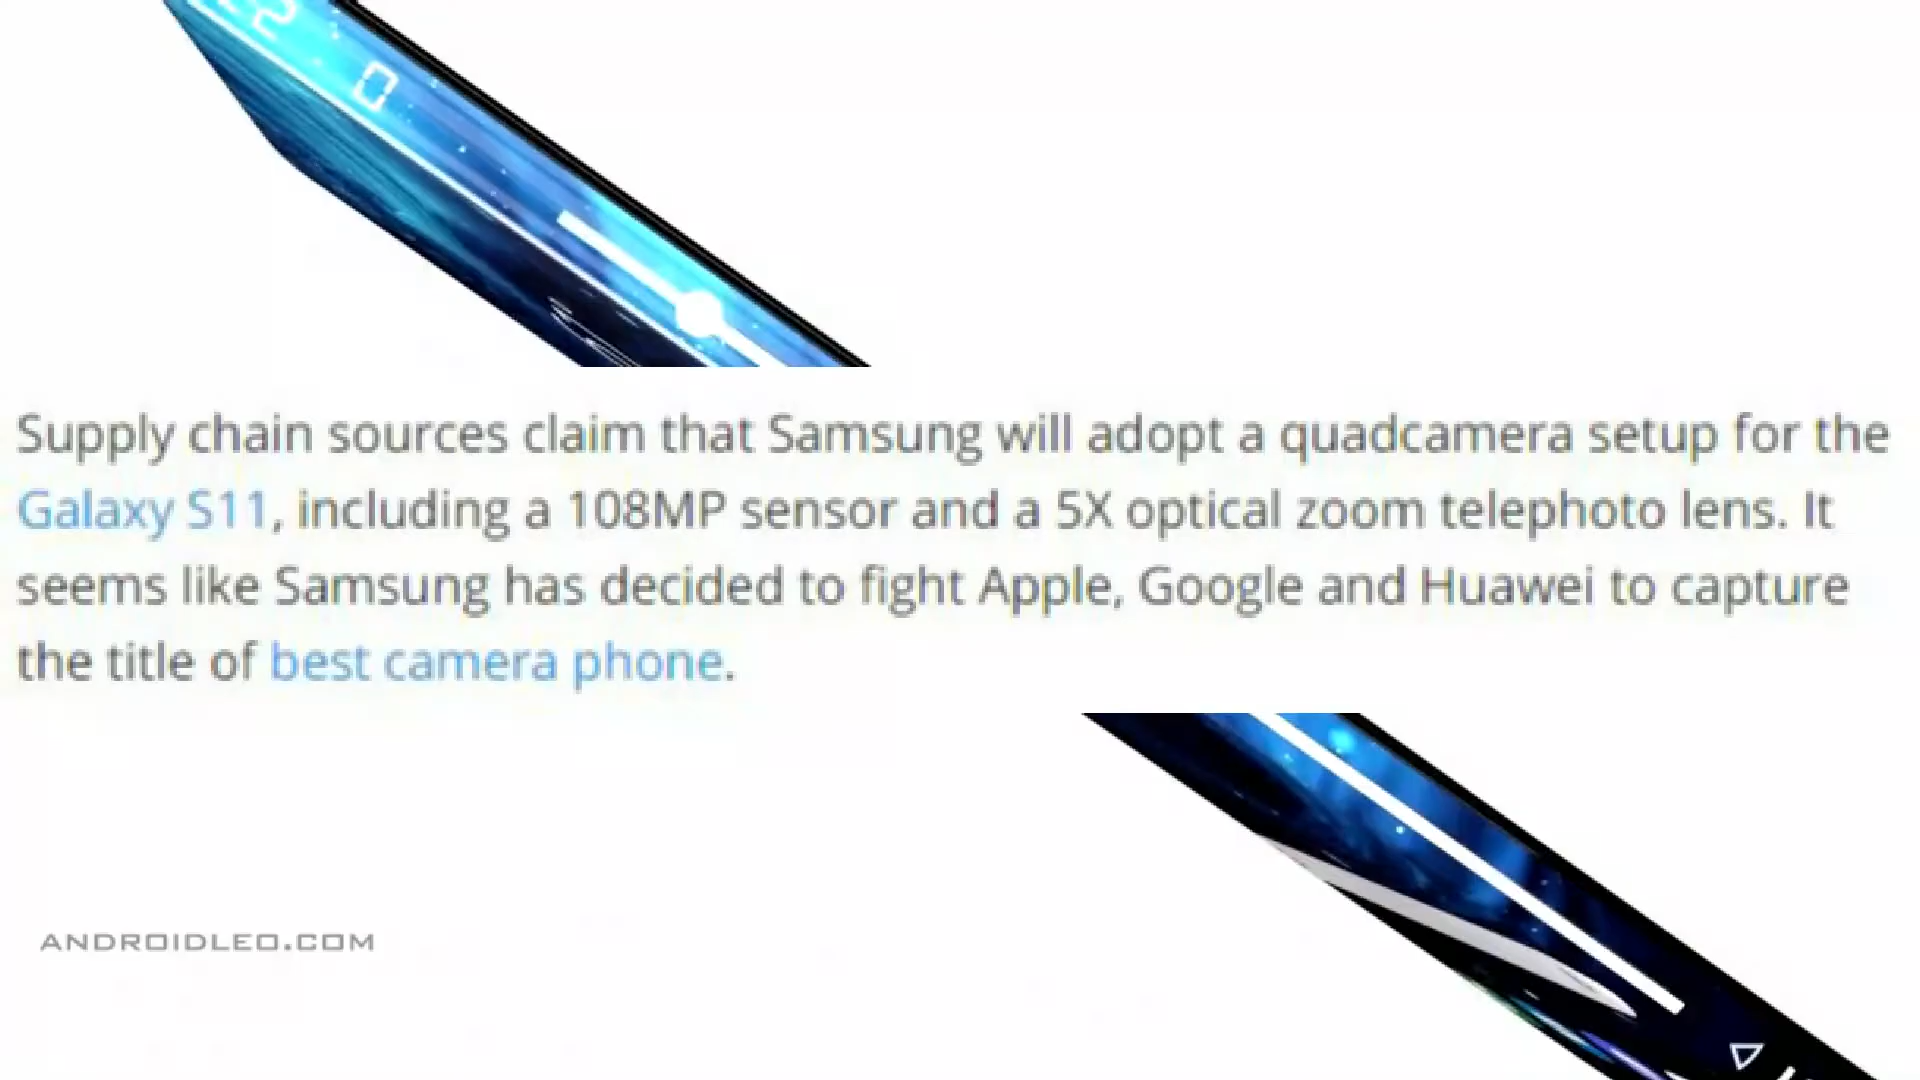 0
Supply chain sources claim that Samsung will adopt a quadcamera setup for the
Galaxy S11, including a 108MP sensor and a 5X optical zoom telephoto lens. It
seems like Samsung has decided to fight Apple, Google and Huawei to capture
the title of best camera phone.
ANDROIDLEO.COM